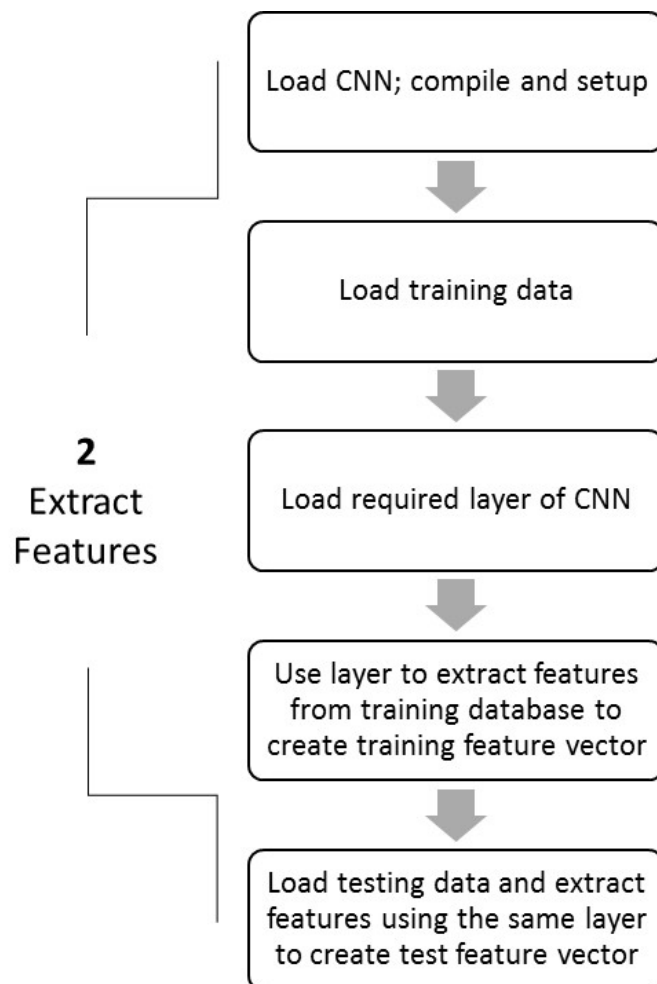 Load CNN; compile and setup
Load training data
2
Extract
Features
Load required layer of CNN
Use layer to extract features
from training database to
create training feature vector
Load testing data and extract
features using the same layer
to create test feature vector